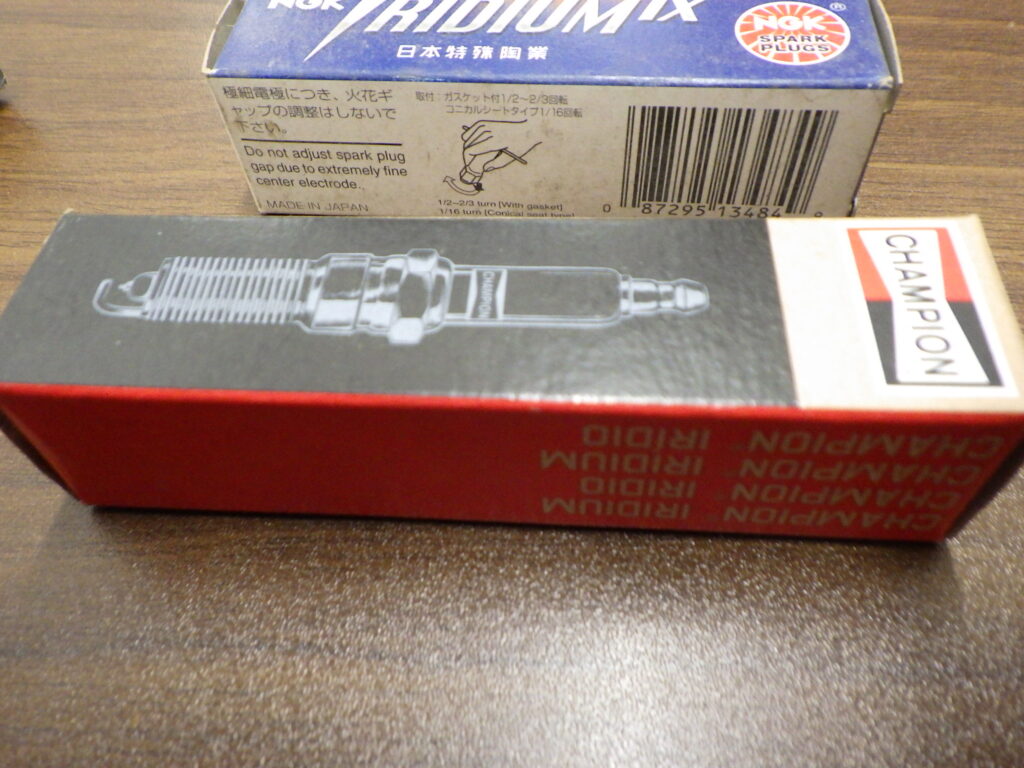 NGK IRIDIUM IX
日本特殊陶業
®
NGK
SPARK
PLUGS
極細電極につき、火花ギ
ャップの調整はしないで
下さい。
Do not adjust spark plug
gap due to extremely fine
center electrode.
MADE IN JAPAN
取付:ガスケット付1/2〜2/3回転
コニカルシートタイプ1/16回転
1/2-2/3 turn [With gasket]
1/16 turn [Conical seat type]
0 87295 13484 9
CHAMPION
CHAMPION
CHAMPION IRIDIUM
CHAMPION IRIDIO
CHAMPION IRIDIUM
CHAMPION IRIDIO